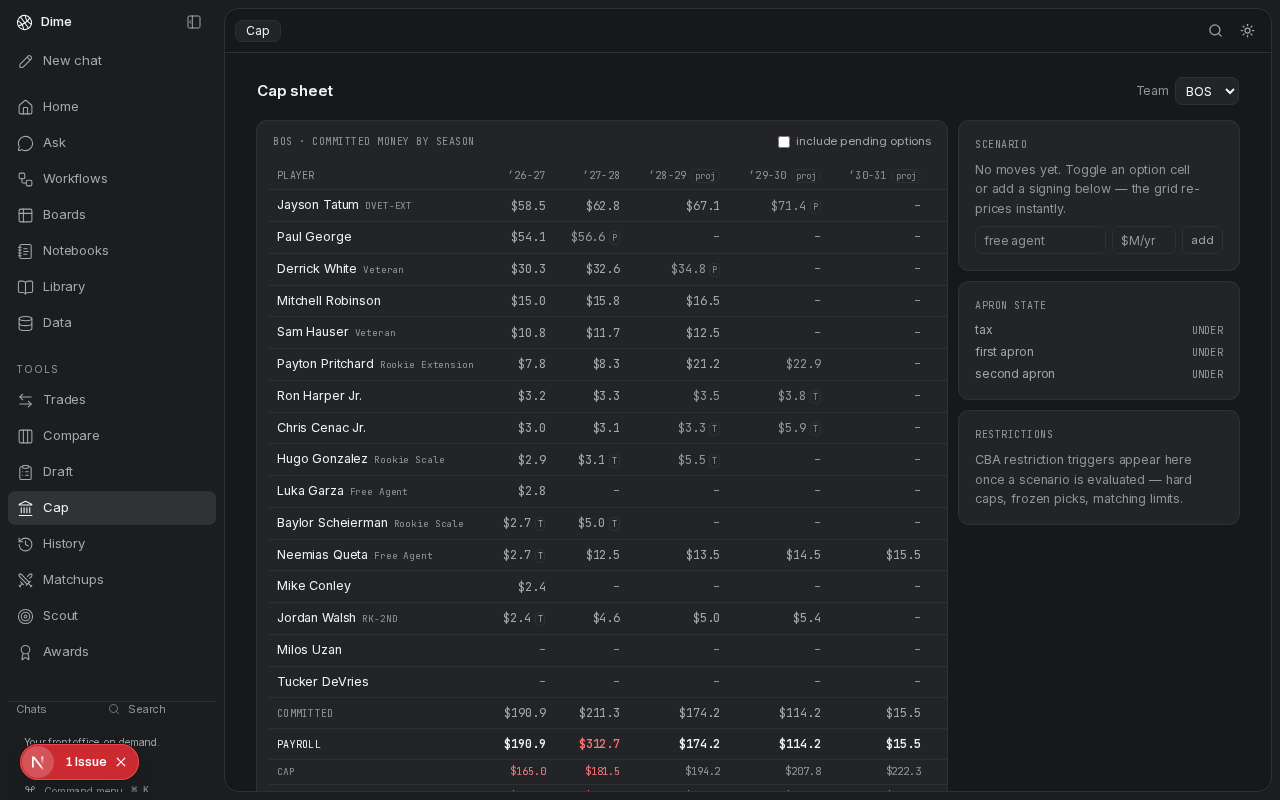 Dime
New chat
Home
Ask
Workflows
Boards
Notebooks
Library
Data
TOOLS
Trades
Compare
Draft
Cap
History
Matchups
Scout
Awards
Chats Search
Your front office on demand.
1 Issue
Command menu ⌘ K
Cap
Cap sheet
Team BOS
BOS · COMMITTED MONEY BY SEASON include pending options
PLAYER '26-27 '27-28 '28-29 proj '29-30 proj '30-31 proj
Jayson Tatum DVET-EXT $58.5 $62.8 $67.1 $71.4 P –
Paul George $54.1 $56.6 P – – –
Derrick White Veteran $30.3 $32.6 $34.8 P – –
Mitchell Robinson $15.0 $15.8 $16.5 – –
Sam Hauser Veteran $10.8 $11.7 $12.5 – –
Payton Pritchard Rookie Extension $7.8 $8.3 $21.2 $22.9 –
Ron Harper Jr. $3.2 $3.3 $3.5 $3.8 T –
Chris Cenac Jr. $3.0 $3.1 $3.3 T $5.9 T –
Hugo Gonzalez Rookie Scale $2.9 $3.1 T $5.5 T – –
Luka Garza Free Agent $2.8 – – – –
Baylor Scheierman Rookie Scale $2.7 T $5.0 T – – –
Neemias Queta Free Agent $2.7 T $12.5 $13.5 $14.5 $15.5
Mike Conley $2.4 – – – –
Jordan Walsh RK-2ND $2.4 T $4.6 $5.0 $5.4 –
Milos Uzan – – – – –
Tucker DeVries – – – – –
COMMITTED $190.9 $211.3 $174.2 $114.2 $15.5
PAYROLL $190.9 $312.7 $174.2 $114.2 $15.5
CAP $165.0 $181.5 $194.2 $207.8 $222.3
SCENARIO
No moves yet. Toggle an option cell
or add a signing below — the grid re-
prices instantly.
free agent $M/yr add
APRON STATE
tax UNDER
first apron UNDER
second apron UNDER
RESTRICTIONS
CBA restriction triggers appear here
once a scenario is evaluated — hard
caps, frozen picks, matching limits.